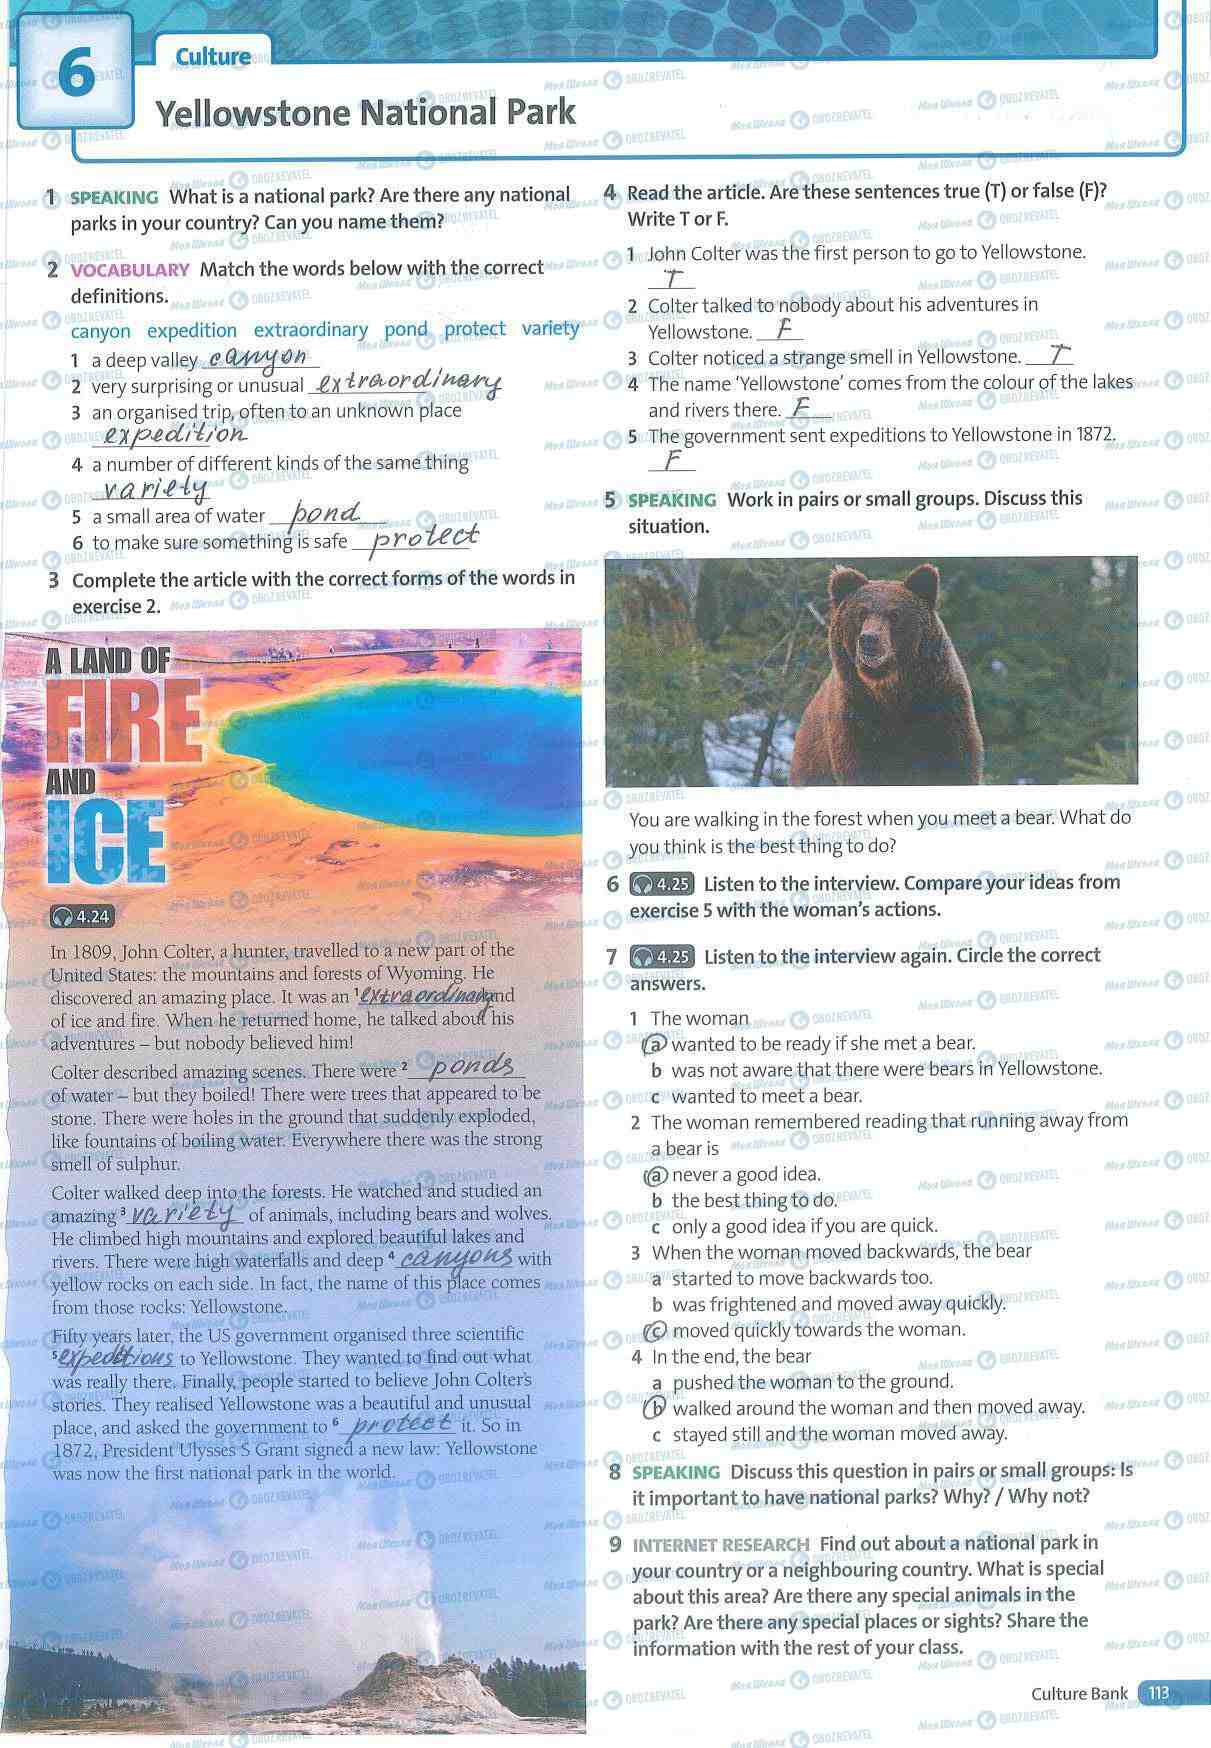 6
Culture
Yellowstone National Park
1 SPEAKING What is a national park? Are there any national
parks in your country? Can you name them?
2 VOCABULARY Match the words below with the correct
definitions.
canyon expedition extraordinary pond protect variety
1 a deep valley canyon
2 very surprising or unusual extraordinary
3 an organised trip, often to an unknown place
expedition
4 a number of different kinds of the same thing
variety
5 a small area of water pond
6 to make sure something is safe protect
3 Complete the article with the correct forms of the words in
exercise 2.
A LAND OF
FIRE
AND
ICE
4.24
In 1809, John Colter, a hunter, travelled to a new part of the
United States: the mountains and forests of Wyoming. He
discovered an amazing place. It was an 1 extraordinary land
of ice and fire. When he returned home, he talked about his
adventures – but nobody believed him!
Colter described amazing scenes. There were 2 ponds
of water – but they boiled! There were trees that appeared to be
stone. There were holes in the ground that suddenly exploded,
like fountains of boiling water. Everywhere there was the strong
smell of sulphur.
Colter walked deep into the forests. He watched and studied an
amazing 3 variety of animals, including bears and wolves.
He climbed high mountains and explored beautiful lakes and
rivers. There were high waterfalls and deep 4 canyons with
yellow rocks on each side. In fact, the name of this place comes
from those rocks: Yellowstone.
Fifty years later, the US government organised three scientific
5 expeditions to Yellowstone. They wanted to find out what
was really there. Finally, people started to believe John Colter's
stories. They realised Yellowstone was a beautiful and unusual
place, and asked the government to 6 protect it. So in
1872, President Ulysses S Grant signed a new law: Yellowstone
was now the first national park in the world.
4 Read the article. Are these sentences true (T) or false (F)?
Write T or F.
1 John Colter was the first person to go to Yellowstone.
T
2 Colter talked to nobody about his adventures in
Yellowstone. F
3 Colter noticed a strange smell in Yellowstone. T
4 The name 'Yellowstone' comes from the colour of the lakes
and rivers there. F
5 The government sent expeditions to Yellowstone in 1872.
F
5 SPEAKING Work in pairs or small groups. Discuss this
situation.
You are walking in the forest when you meet a bear. What do
you think is the best thing to do?
6 4.25 Listen to the interview. Compare your ideas from
exercise 5 with the woman's actions.
7 4.25 Listen to the interview again. Circle the correct
answers.
1 The woman
a wanted to be ready if she met a bear.
b was not aware that there were bears in Yellowstone.
c wanted to meet a bear.
2 The woman remembered reading that running away from
a bear is
a never a good idea.
b the best thing to do.
c only a good idea if you are quick.
3 When the woman moved backwards, the bear
a started to move backwards too.
b was frightened and moved away quickly.
c moved quickly towards the woman.
4 In the end, the bear
a pushed the woman to the ground.
b walked around the woman and then moved away.
c stayed still and the woman moved away.
8 SPEAKING Discuss this question in pairs or small groups: Is
it important to have national parks? Why? / Why not?
9 INTERNET RESEARCH Find out about a national park in
your country or a neighbouring country. What is special
about this area? Are there any special animals in the
park? Are there any special places or sights? Share the
information with the rest of your class.
Culture Bank 113
Моя Школа OBOZREVATEL